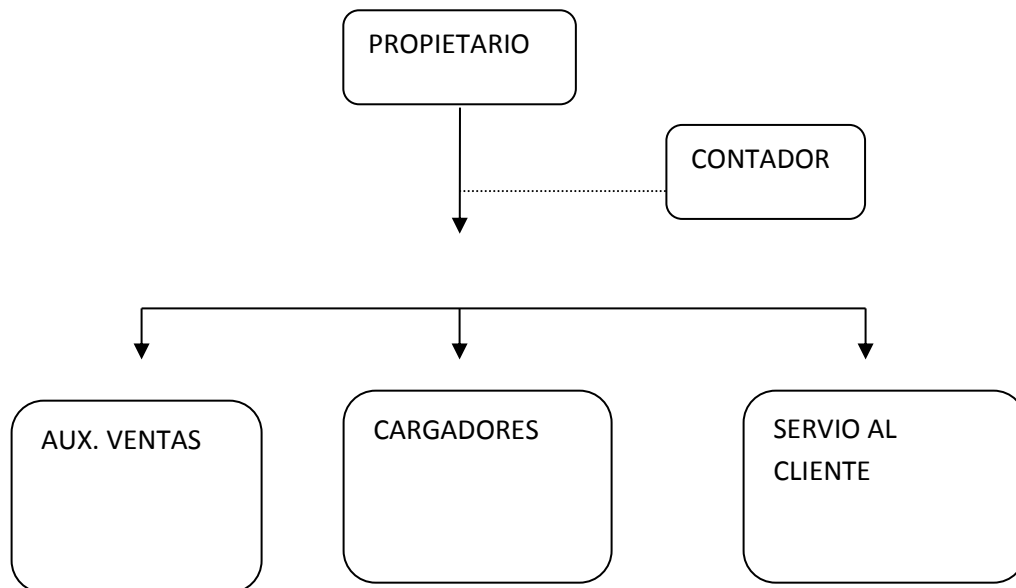 PROPIETARIO
CONTADOR
AUX. VENTAS
CARGADORES
SERVIO AL
CLIENTE